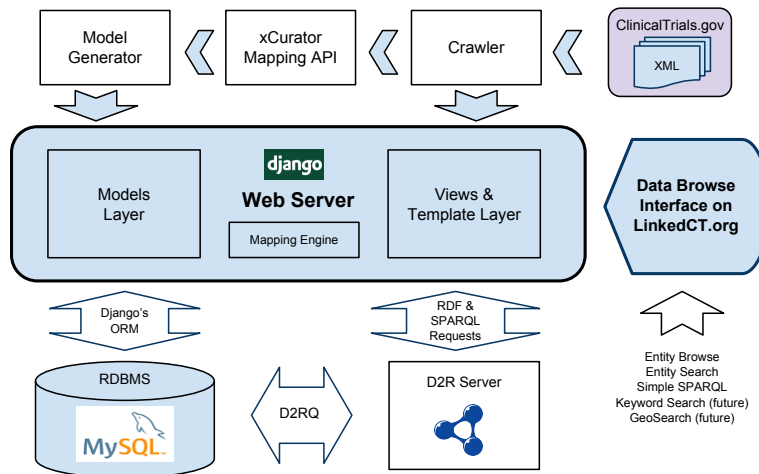 Model
Generator
xCurator
Mapping API
Crawler
ClinicalTrials.gov
XML
Models
Layer
django
Web Server
Mapping Engine
Views &
Template Layer
Data Browse
Interface on
LinkedCT.org
Django's
ORM
RDF &
SPARQL
Requests
RDBMS
MySQL
D2RQ
D2R Server
Entity Browse
Entity Search
Simple SPARQL
Keyword Search (future)
GeoSearch (future)